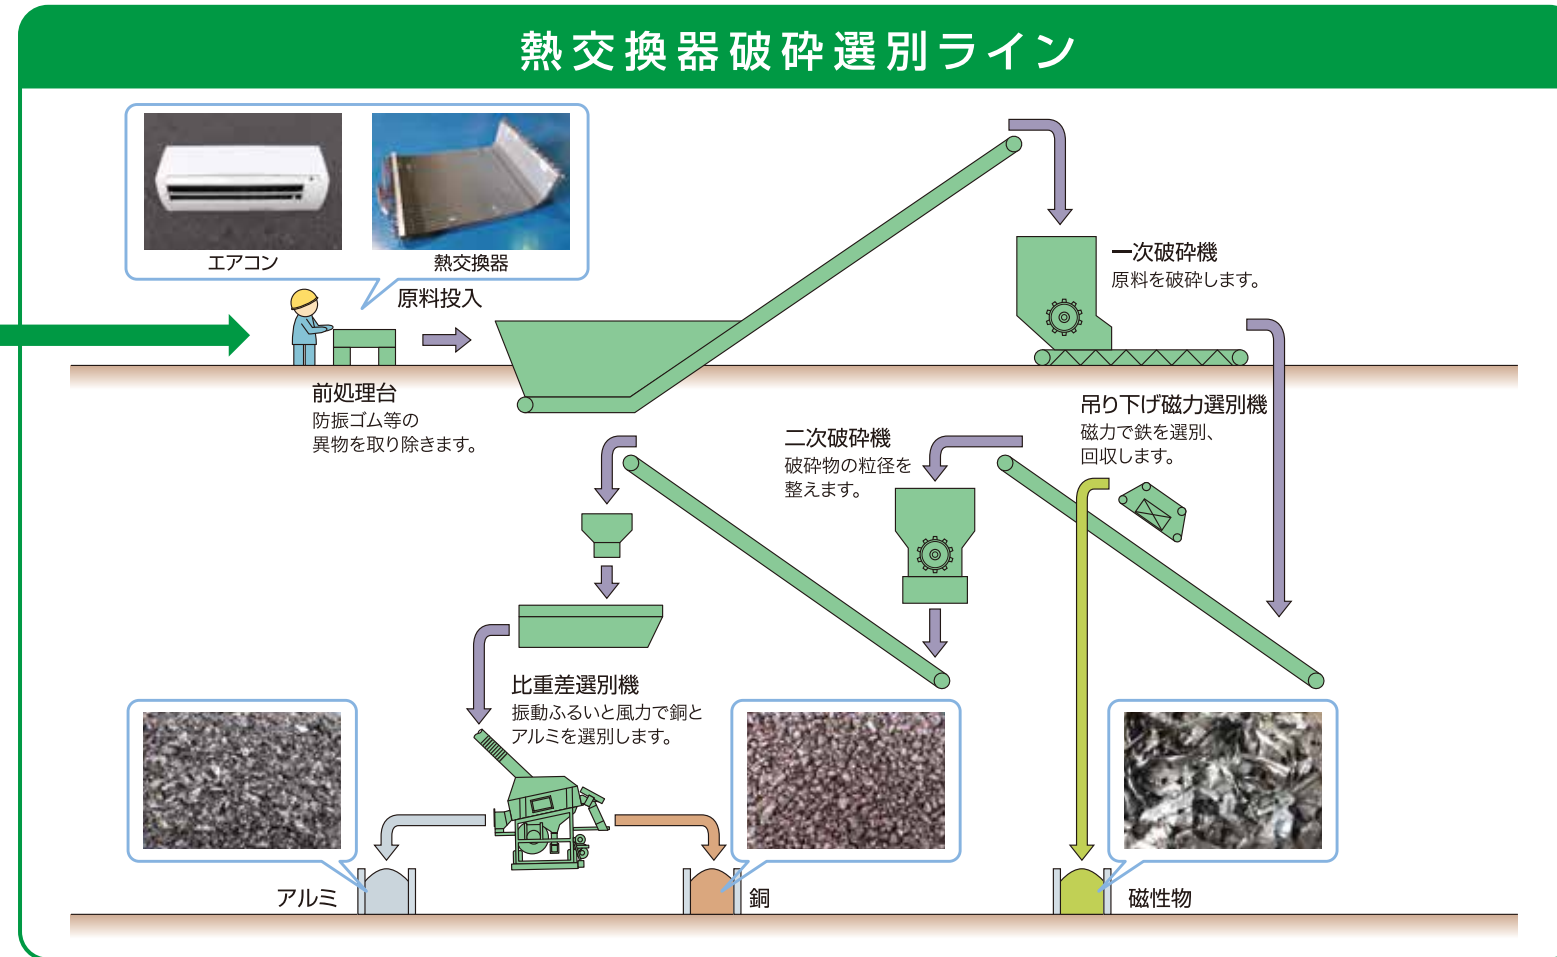 熱交換器破砕選別ライン
エアコン
熱交換器
原料投入
前処理台
防振ゴム等の
異物を取り除きます。
一次破砕機
原料を破砕します。
吊り下げ磁力選別機
磁力で鉄を選別、
回収します。
二次破砕機
破砕物の粒径を
整えます。
比重差選別機
振動ふるいと風力で銅と
アルミを選別します。
アルミ
銅
磁性物